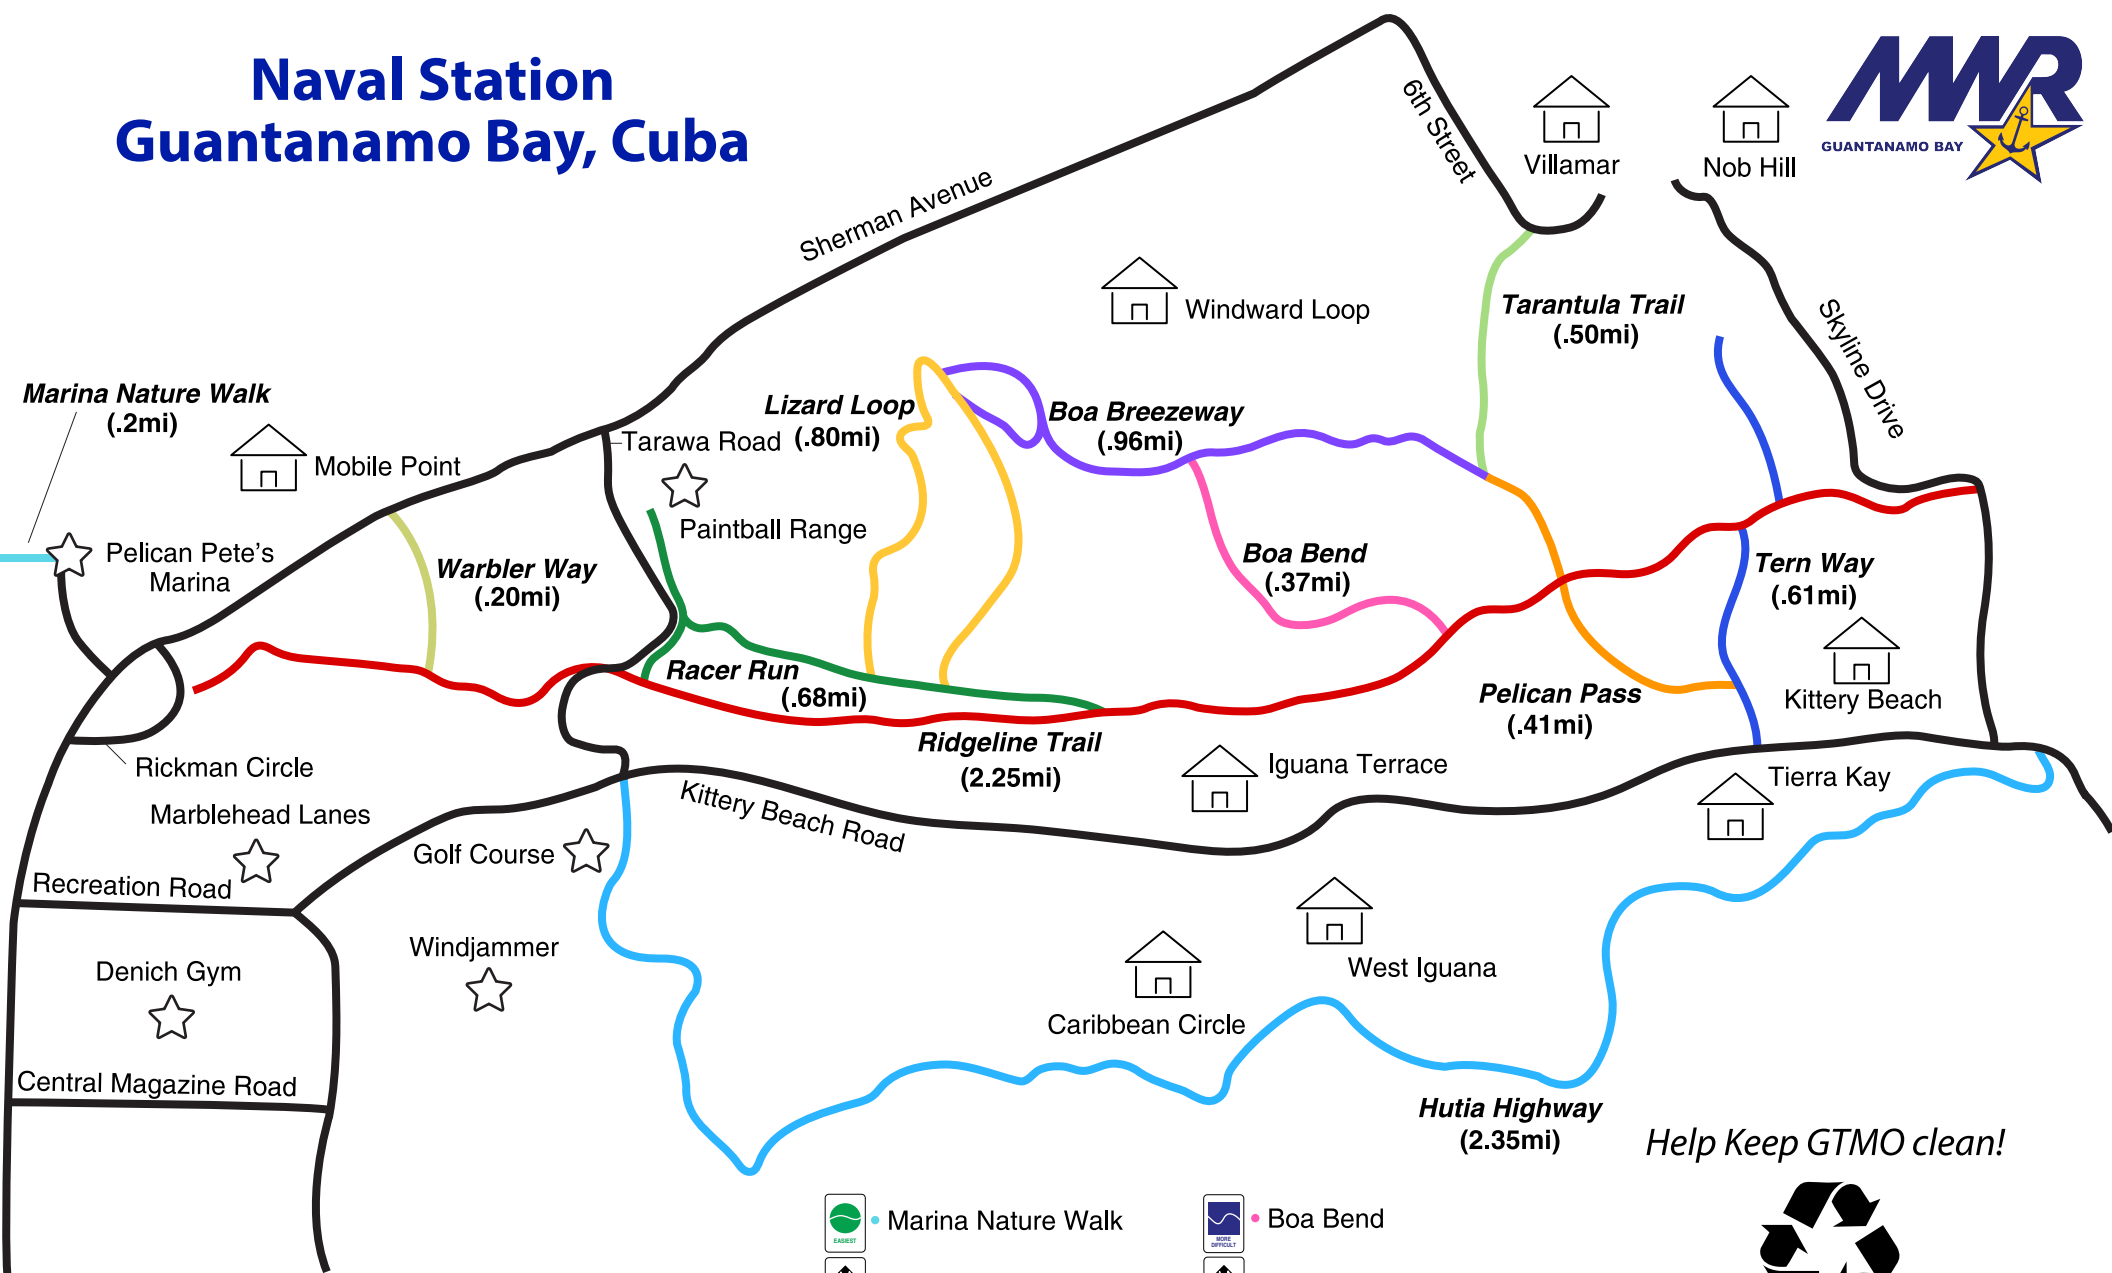 Naval Station
Guantanamo Bay, Cuba
MWR
GUANTANAMO BAY
6th Street
Villamar
Nob Hill
Sherman Avenue
Windward Loop
Tarantula Trail
(.50mi)
Skyline Drive
Marina Nature Walk
(.2mi)
Mobile Point
Tarawa Road
Lizard Loop
(.80mi)
Boa Breezeway
(.96mi)
Paintball Range
Pelican Pete's
Marina
Warbler Way
(.20mi)
Boa Bend
(.37mi)
Tern Way
(.61mi)
Racer Run
(.68mi)
Kittery Beach
Pelican Pass
(.41mi)
Ridgeline Trail
(2.25mi)
Rickman Circle
Iguana Terrace
Tierra Kay
Marblehead Lanes
Kittery Beach Road
Golf Course
Recreation Road
Windjammer
West Iguana
Denich Gym
Caribbean Circle
Central Magazine Road
Hutia Highway
(2.35mi)
Help Keep GTMO clean!
EASIEST
Marina Nature Walk
MORE
DIFFICULT
Boa Bend